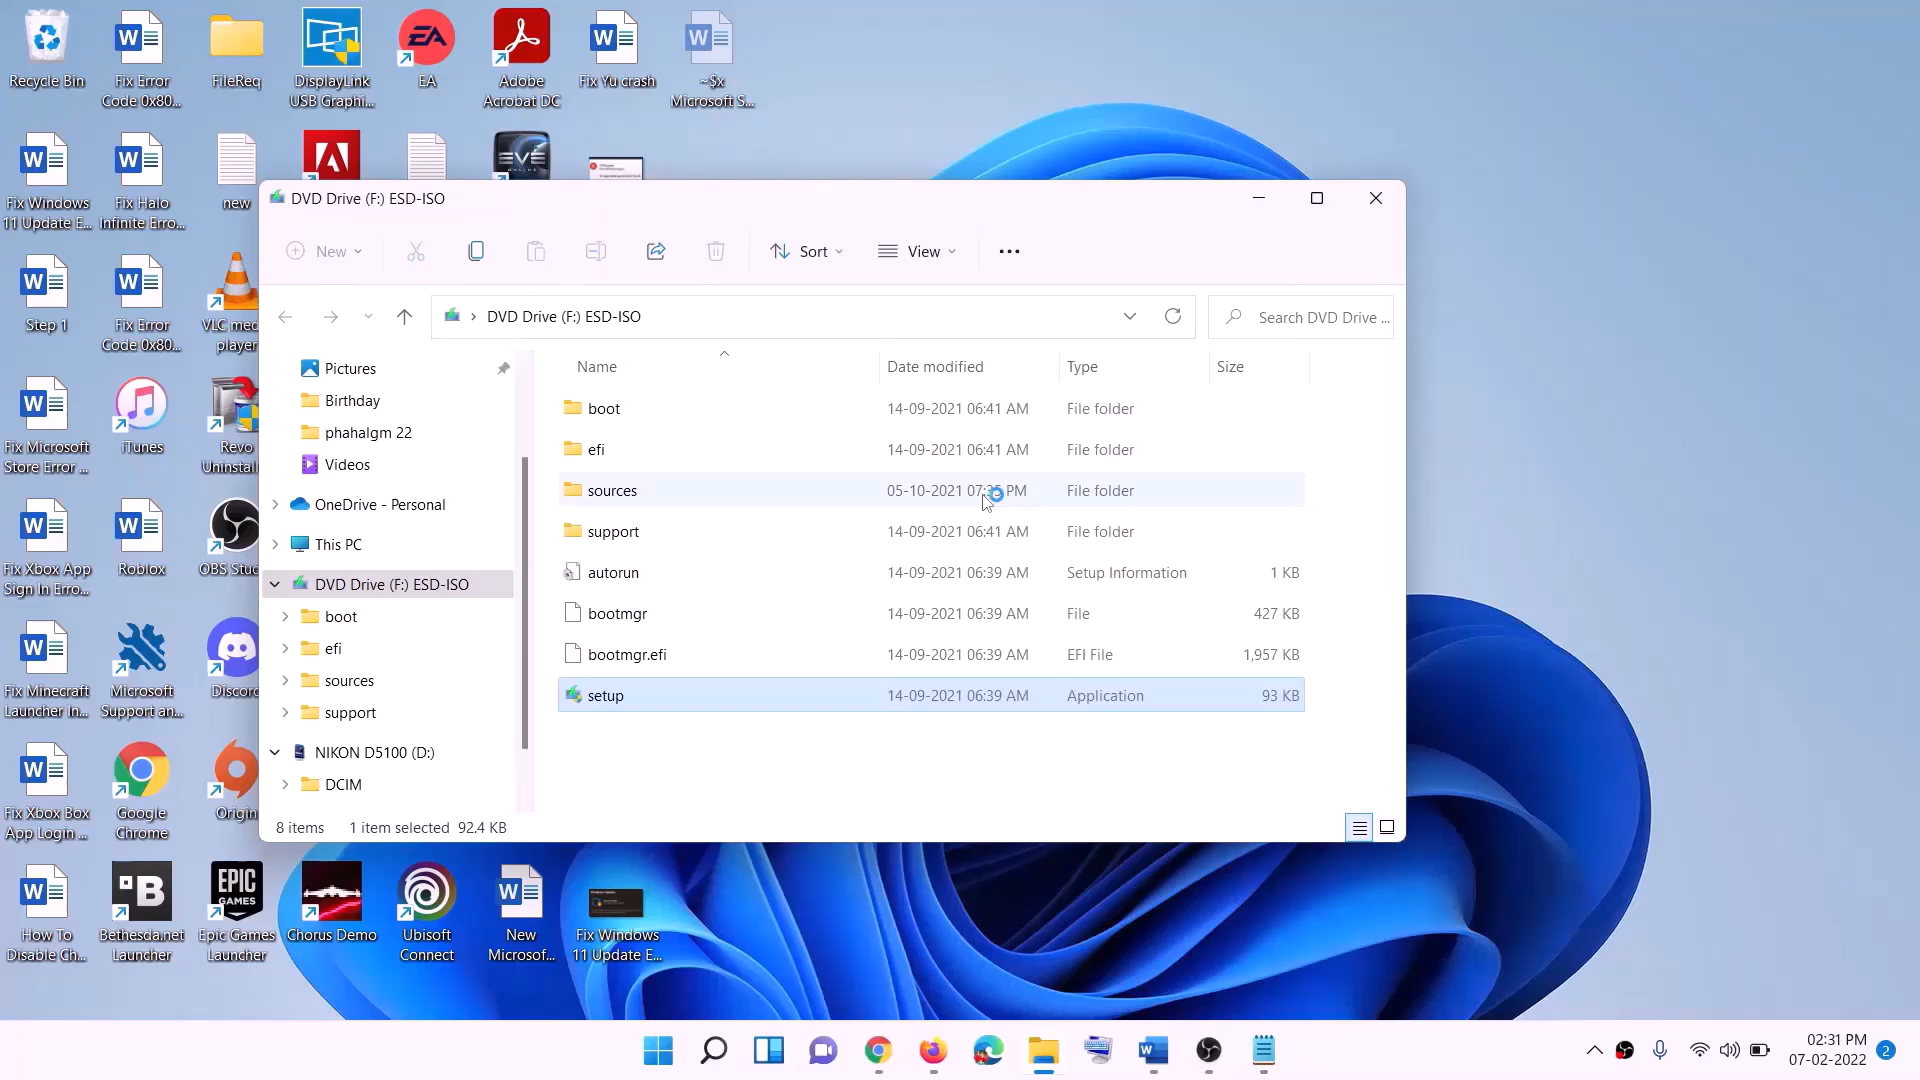 Recycle Bin
Fix Error
Code 0x80...
FileReq
DisplayLink
USB Graphi...
EA
Adobe
Acrobat DC
Fix Yu crash
~$x
Microsoft S...
Fix Windows
11 Update E...
Fix Halo
Infinite Erro...
new
Step 1
Fix Error
Code 0x80...
VLC med
player
Fix Microsoft
Store Error ...
iTunes
Revo
Uninstal
Fix Xbox App
Sign In Erro...
Roblox
OBS Stud
Fix Minecraft
Launcher In...
Microsoft
Support an...
Discord
Fix Xbox Box
App Login ...
Google
Chrome
Origin
How To
Disable Ch...
Bethesda.net
Launcher
Epic Games
Launcher
Chorus Demo
Ubisoft
Connect
New
Microsof...
Fix Windows
11 Update E...
DVD Drive (F:) ESD-ISO
New
Sort
View
DVD Drive (F:) ESD-ISO
Search DVD Drive ...
Pictures
Birthday
phahalgm 22
Videos
OneDrive - Personal
This PC
DVD Drive (F:) ESD-ISO
boot
efi
sources
support
NIKON D5100 (D:)
DCIM
Name Date modified Type Size
boot 14-09-2021 06:41 AM File folder
efi 14-09-2021 06:41 AM File folder
sources 05-10-2021 PM File folder
support 14-09-2021 06:41 AM File folder
autorun 14-09-2021 06:39 AM Setup Information 1 KB
bootmgr 14-09-2021 06:39 AM File 427 KB
bootmgr.efi 14-09-2021 06:39 AM EFI File 1,957 KB
setup 14-09-2021 06:39 AM Application 93 KB
8 items 1 item selected 92.4 KB
EVE
EPIC
GAMES
02:31 PM
07-02-2022
2